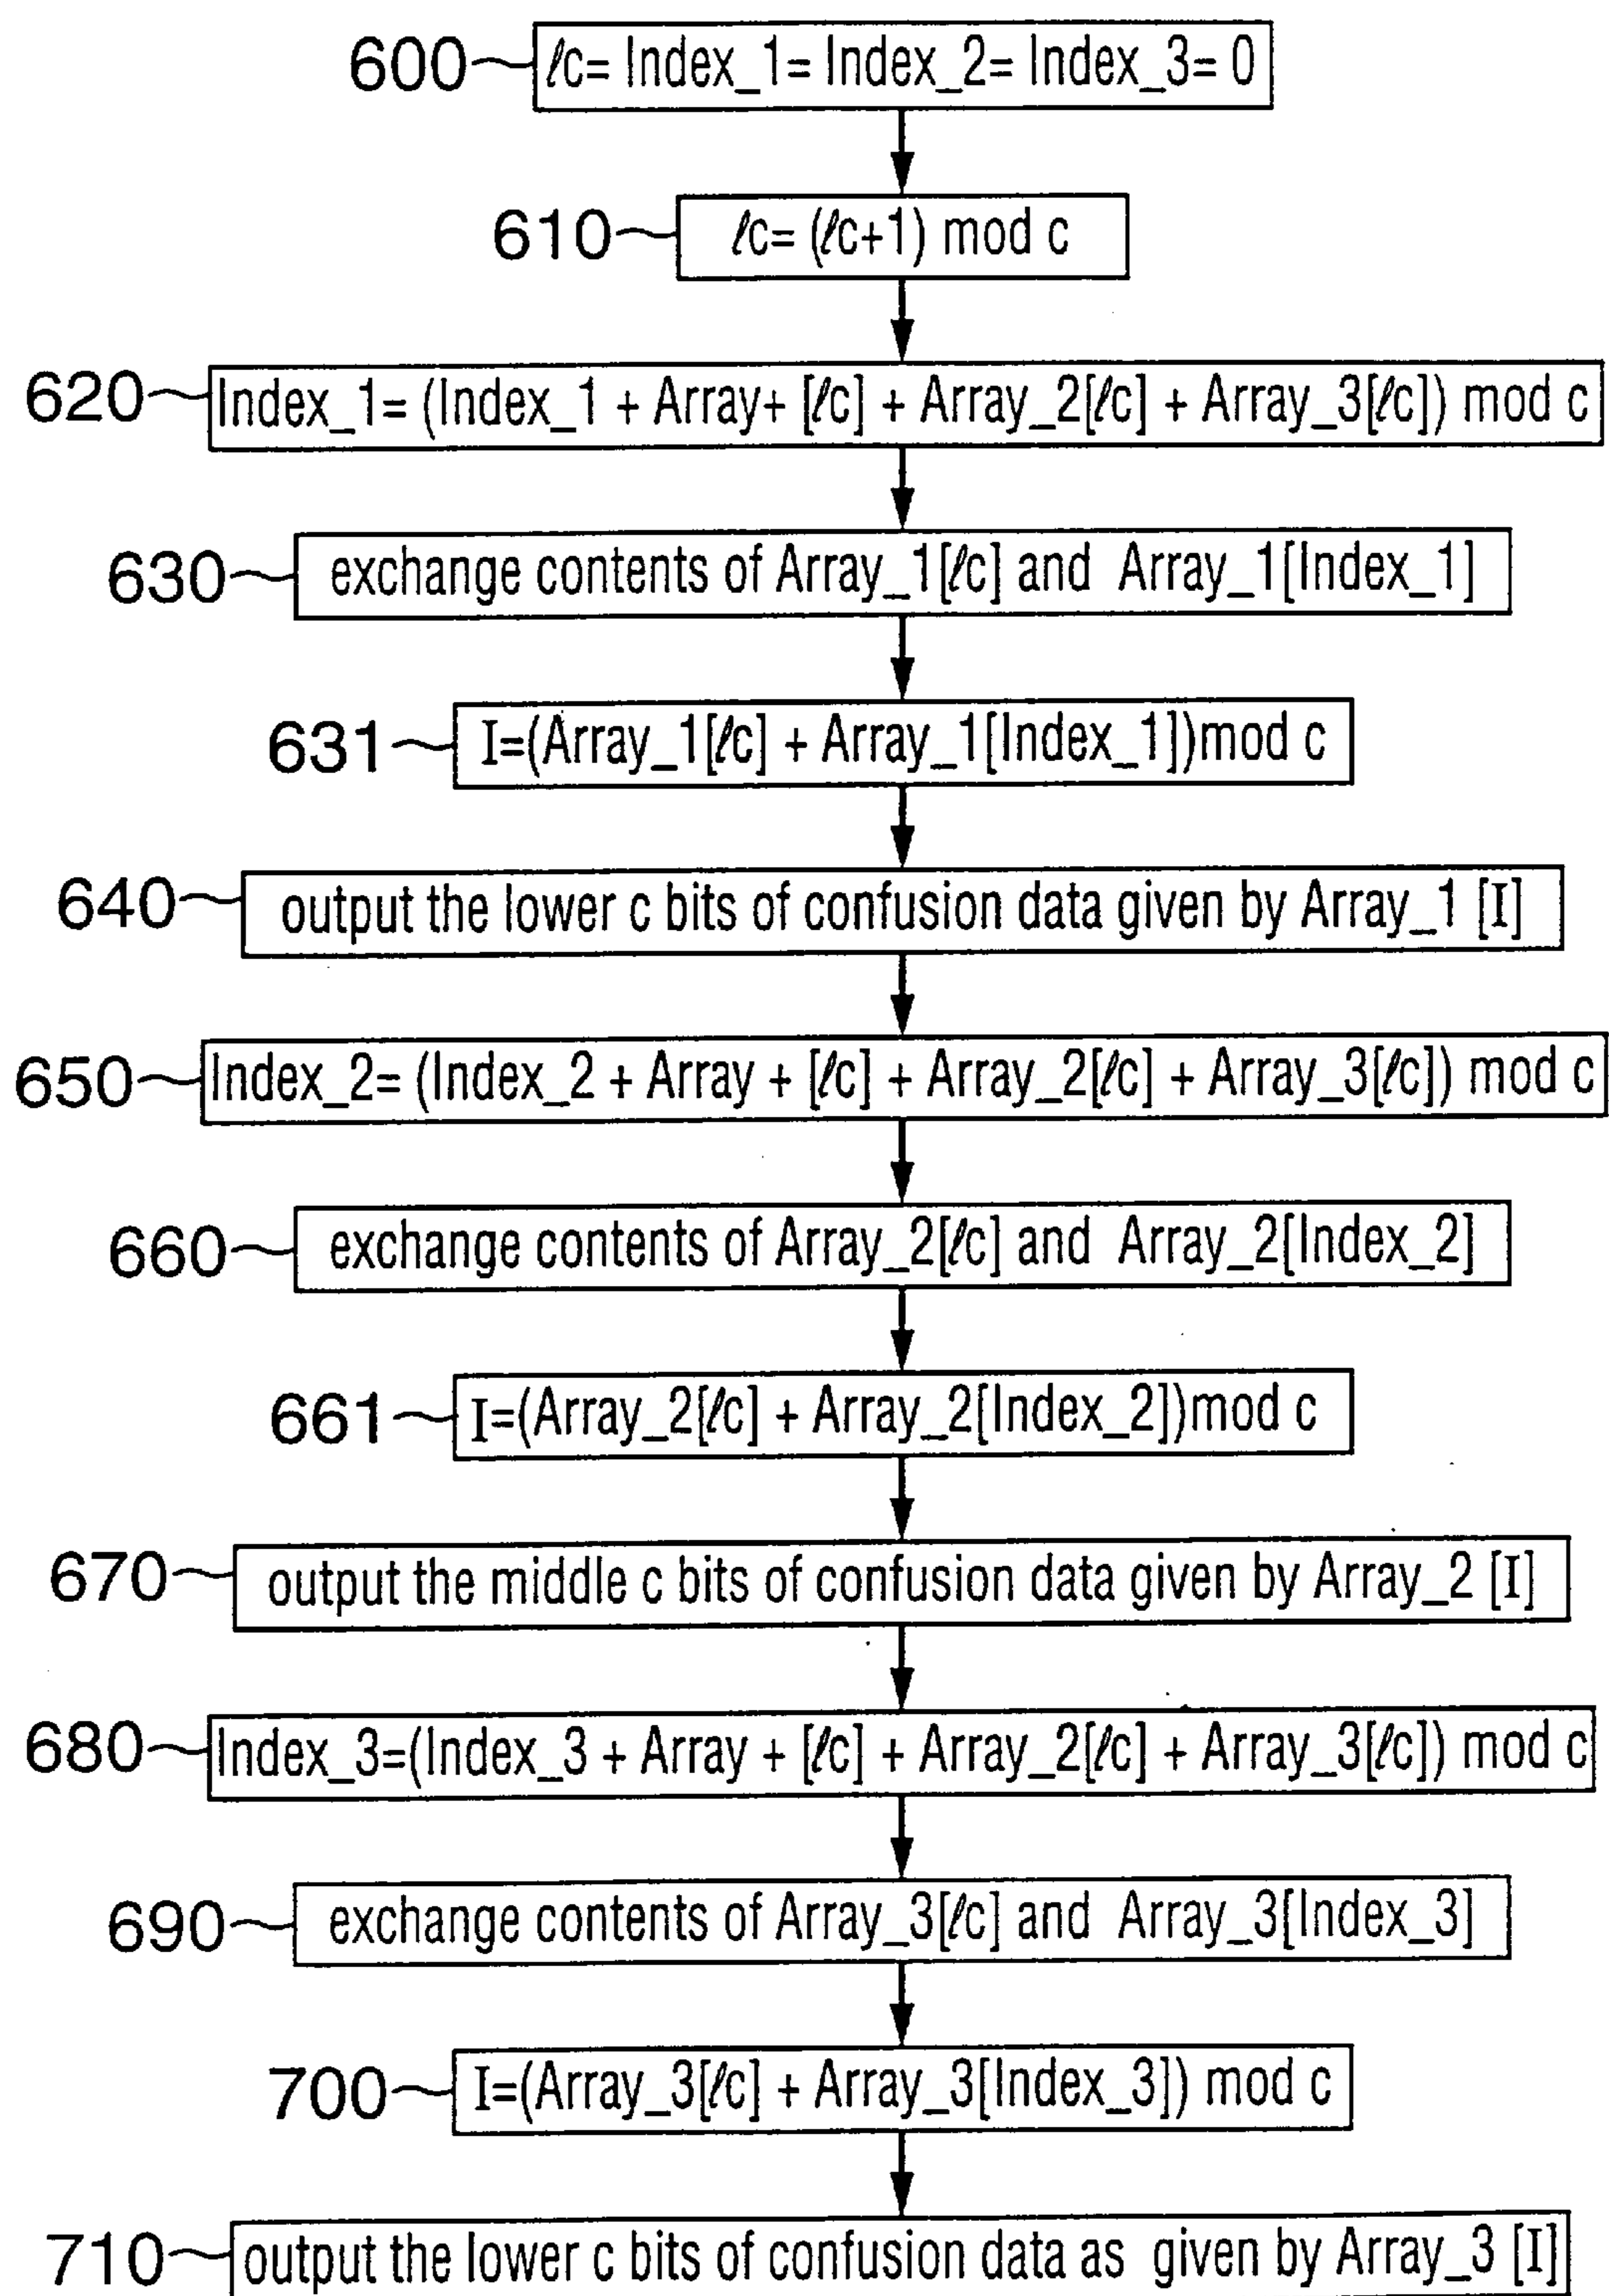 600 ℓc= Index_1= Index_2= Index_3= 0
610 ℓc= (ℓc+1) mod c
620 Index_1= (Index_1 + Array+ [ℓc] + Array_2[ℓc] + Array_3[ℓc]) mod c
630 exchange contents of Array_1[ℓc] and Array_1[Index_1]
631 I=(Array_1[ℓc] + Array_1[Index_1])mod c
640 output the lower c bits of confusion data given by Array_1 [I]
650 Index_2= (Index_2 + Array + [ℓc] + Array_2[ℓc] + Array_3[ℓc]) mod c
660 exchange contents of Array_2[ℓc] and Array_2[Index_2]
661 I=(Array_2[ℓc] + Array_2[Index_2])mod c
670 output the middle c bits of confusion data given by Array_2 [I]
680 Index_3=(Index_3 + Array + [ℓc] + Array_2[ℓc] + Array_3[ℓc]) mod c
690 exchange contents of Array_3[ℓc] and Array_3[Index_3]
700 I=(Array_3[ℓc] + Array_3[Index_3]) mod c
710 output the lower c bits of confusion data as given by Array_3 [I]